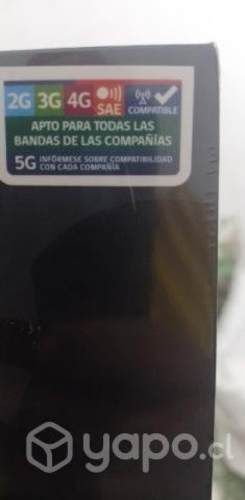 2G 3G 4G SAE COMPATIBLE
APTO PARA TODAS LAS
BANDAS DE LAS COMPAÑÍAS
5G INFÓRMESE SOBRE COMPATIBILIDAD
CON CADA COMPAÑÍA
yapo.cl